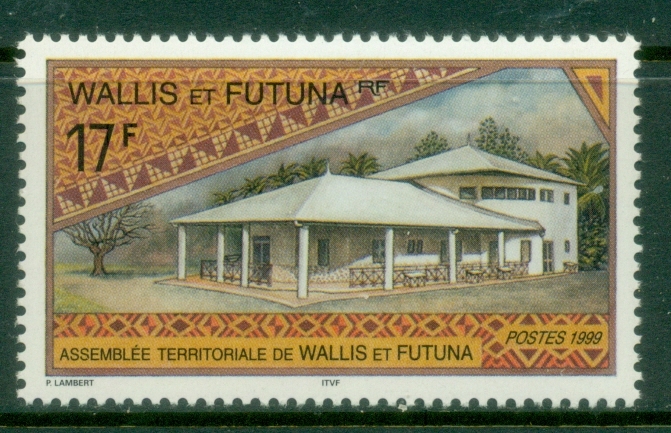 WALLIS ET FUTUNA RF
17F
POSTES 1999
ASSEMBLÉE TERRITORIALE DE WALLIS ET FUTUNA
P. LAMBERT
ITVF